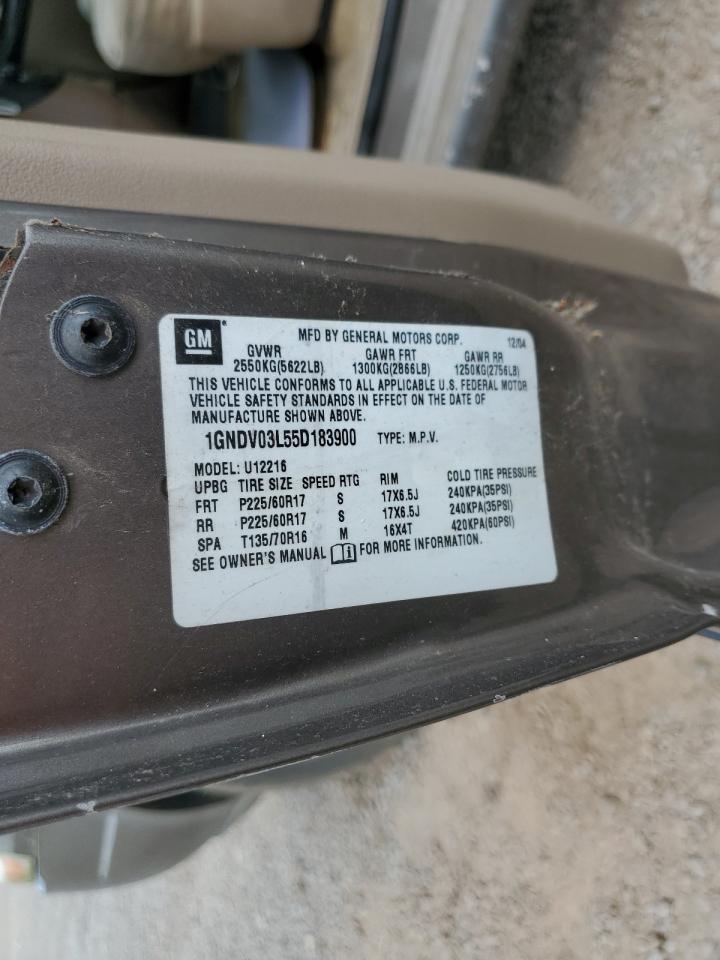 GM® MFD BY GENERAL MOTORS CORP. 12/04
GVWR GAWR FRT GAWR RR
2550KG(5622LB) 1300KG(2866LB) 1250KG(2756LB)
THIS VEHICLE CONFORMS TO ALL APPLICABLE U.S. FEDERAL MOTOR
VEHICLE SAFETY STANDARDS IN EFFECT ON THE DATE OF
MANUFACTURE SHOWN ABOVE.
1GNDV03L55D183900 TYPE: M.P.V.
MODEL: U12216
UPBG TIRE SIZE SPEED RTG RIM COLD TIRE PRESSURE
FRT P225/60R17 S 17X6.5J 240KPA(35PSI)
RR P225/60R17 S 17X6.5J 240KPA(35PSI)
SPA T135/70R16 M 16X4T 420KPA(60PSI)
SEE OWNER'S MANUAL FOR MORE INFORMATION.